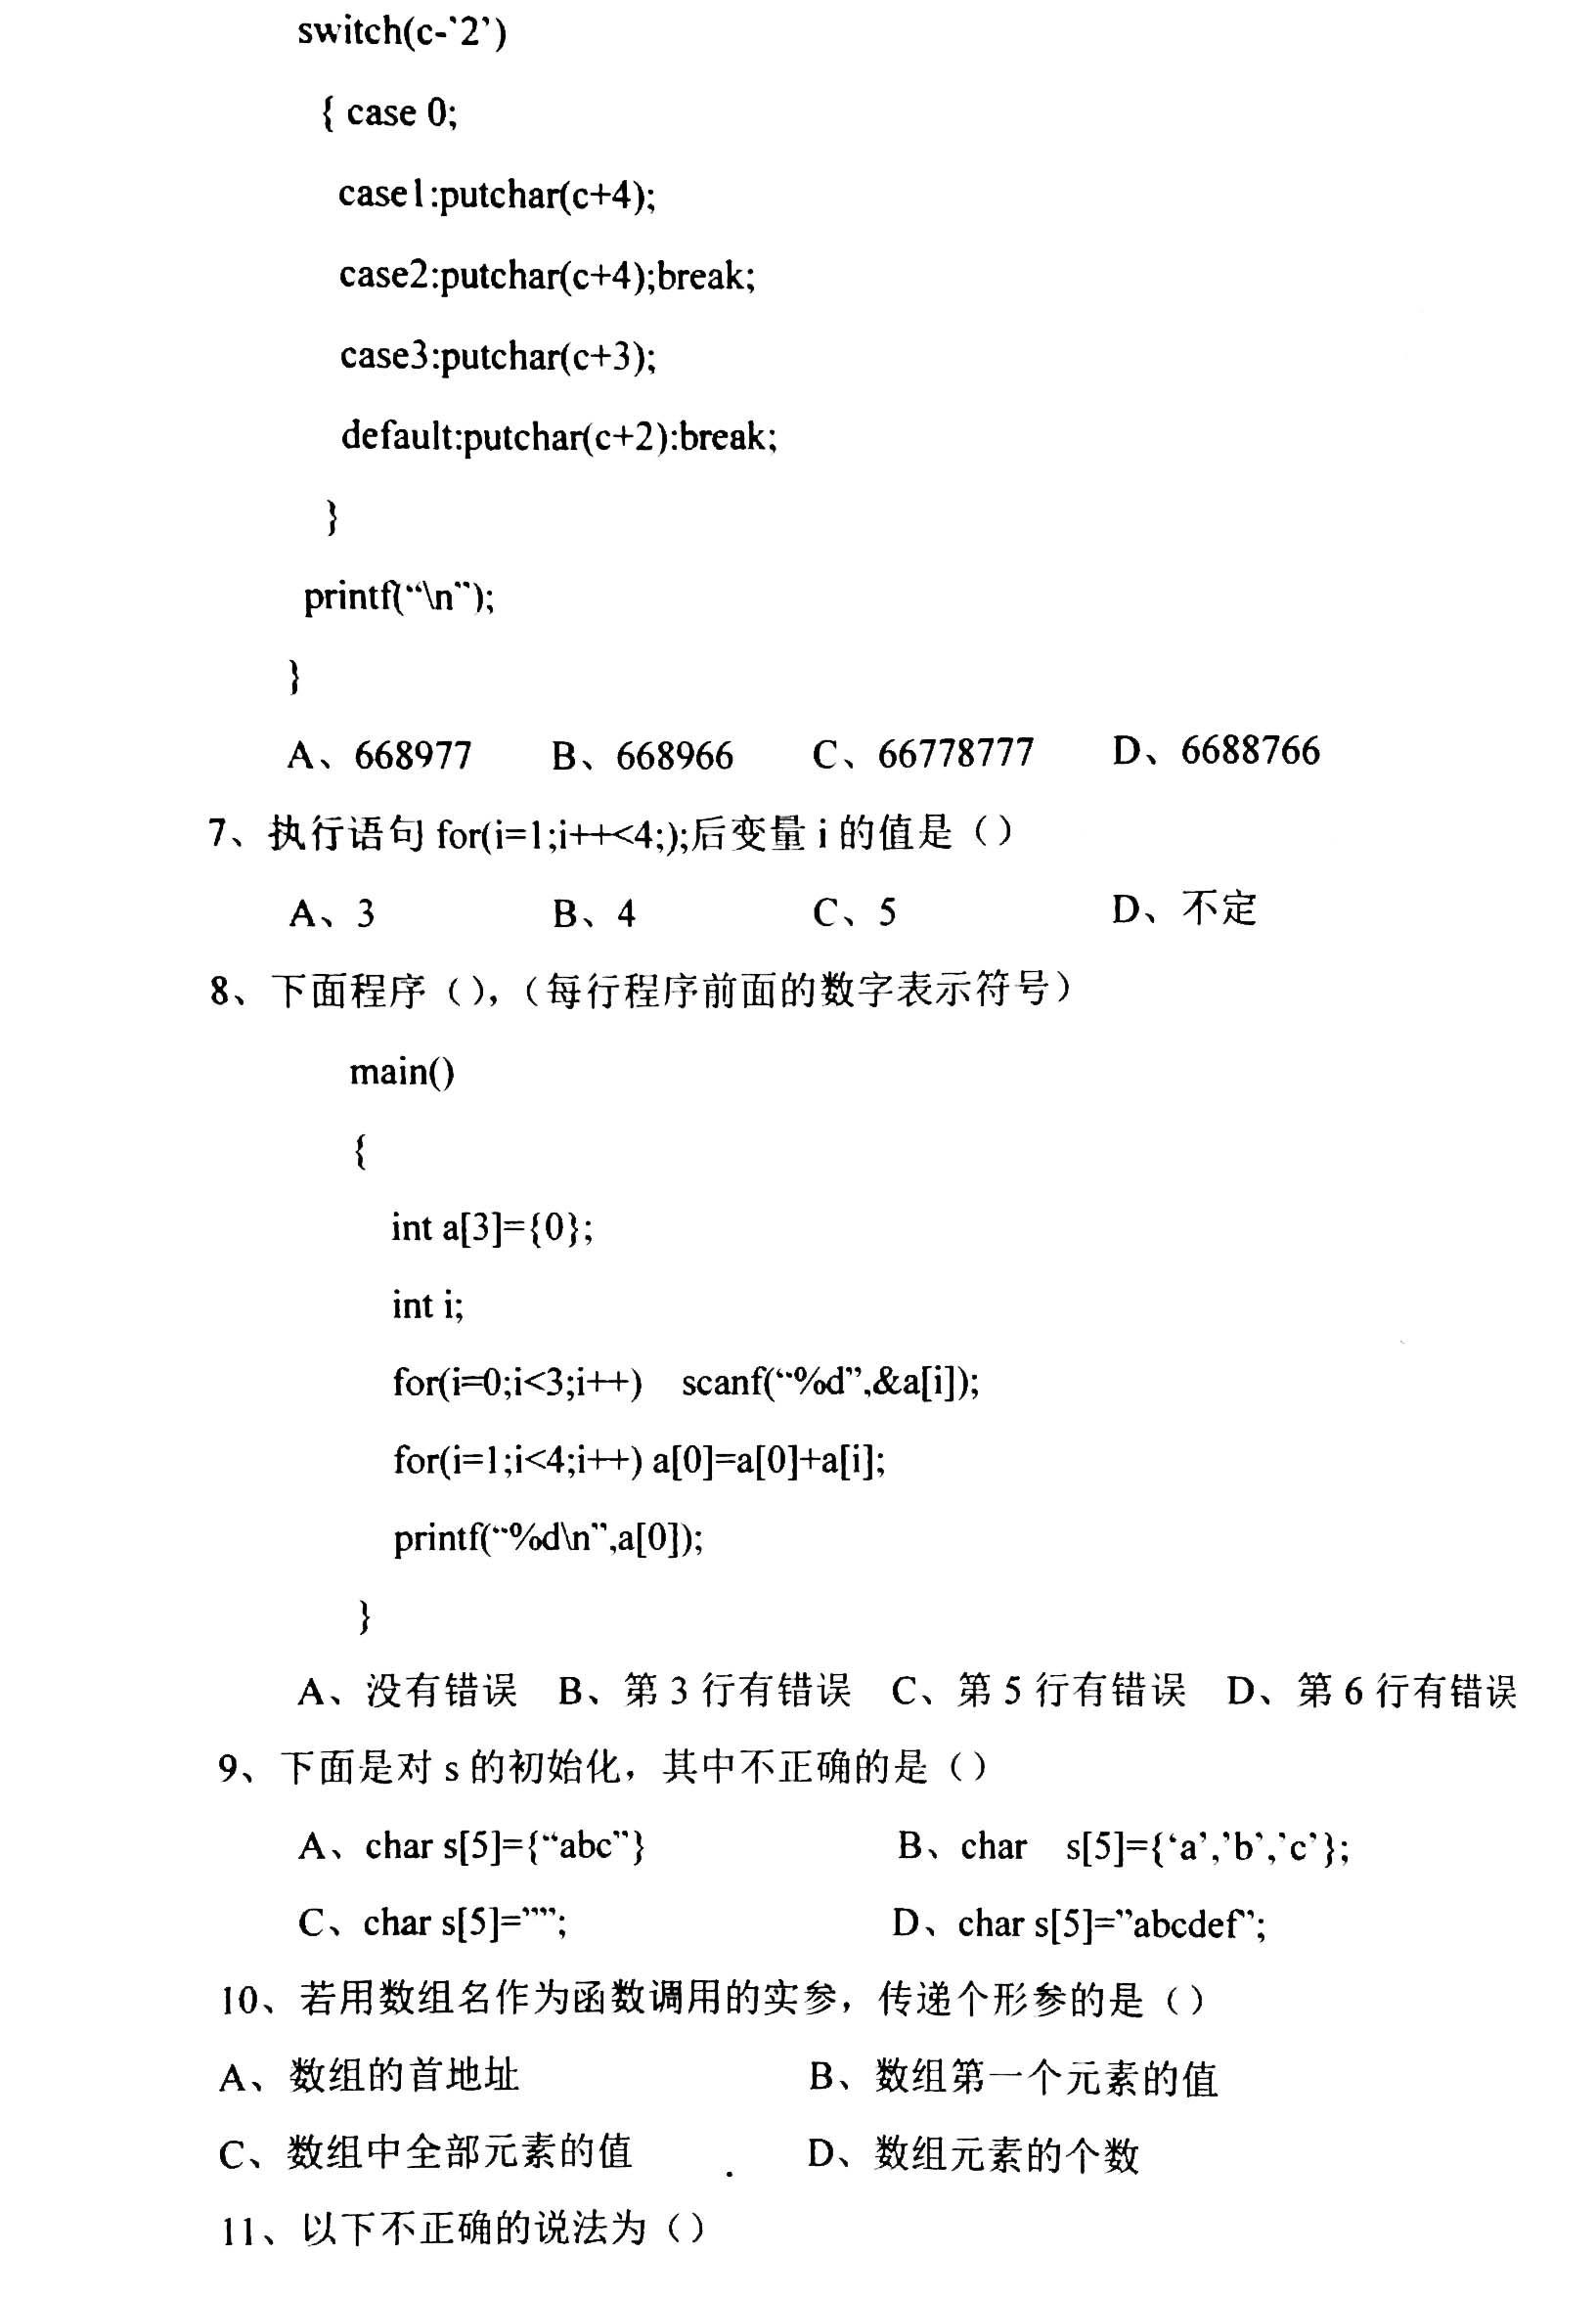 switch(c-'2')
{ case 0;
case1:putchar(c+4);
case2:putchar(c+4);break;
case3:putchar(c+3);
default:putchar(c+2):break;
}
printf(“\n”);
}
A、668977 B、668966 C、66778777 D、6688766
7、执行语句 for(i=1;i++<4;);后变量 i 的值是（）
A、3 B、4 C、5 D、不定
8、下面程序（），（每行程序前面的数字表示符号）
main()
{
int a[3]={0};
int i;
for(i=0;i<3;i++) scanf(“%d”,&a[i]);
for(i=1;i<4;i++) a[0]=a[0]+a[i];
printf(“%d\n”,a[0]);
}
A、没有错误 B、第 3 行有错误 C、第 5 行有错误 D、第 6 行有错误
9、下面是对 s 的初始化，其中不正确的是（）
A、char s[5]={“abc”} B、char s[5]={‘a’,’b’,’c’};
C、char s[5]=””; D、char s[5]=”abcdef”;
10、若用数组名作为函数调用的实参，传递个形参的是（）
A、数组的首地址 B、数组第一个元素的值
C、数组中全部元素的值 D、数组元素的个数
11、以下不正确的说法为（）